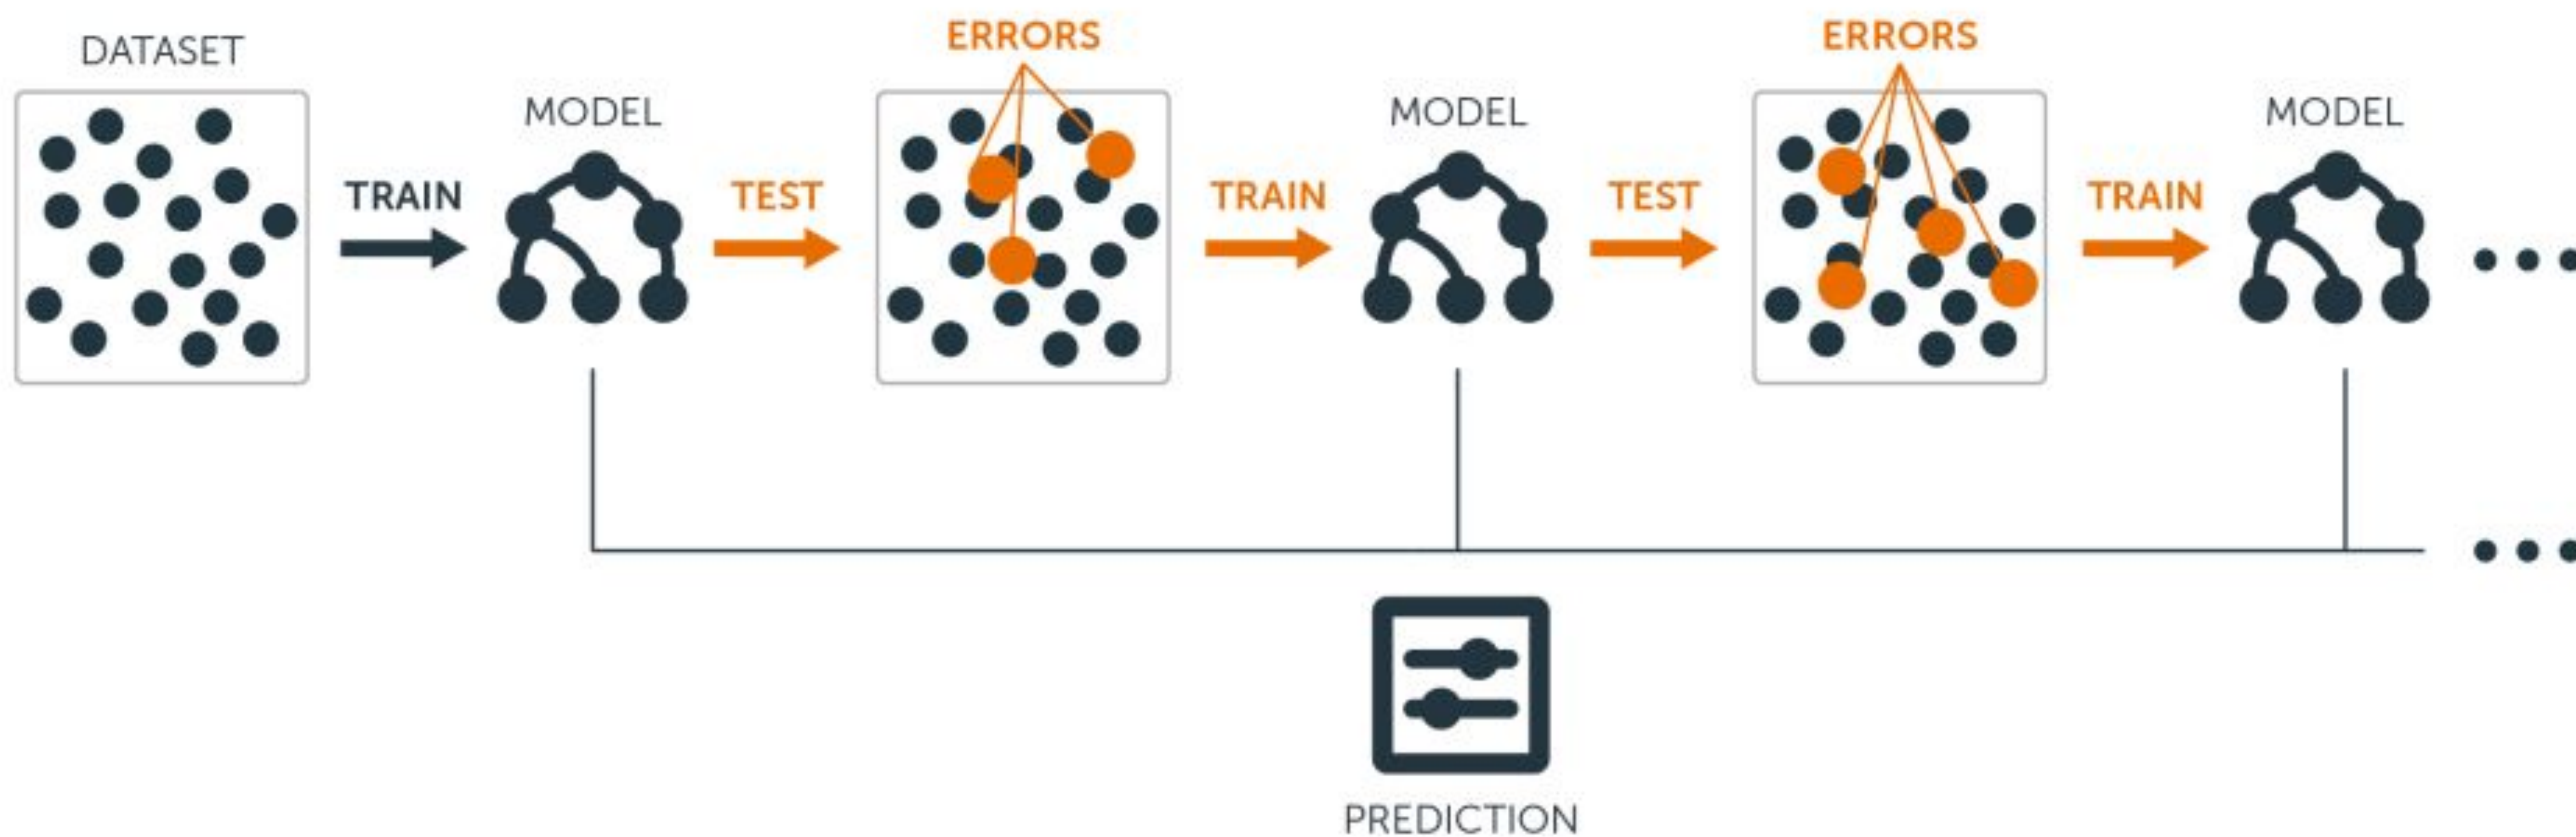 DATASET
TRAIN
MODEL
TEST
ERRORS
TRAIN
MODEL
TEST
ERRORS
TRAIN
MODEL
PREDICTION